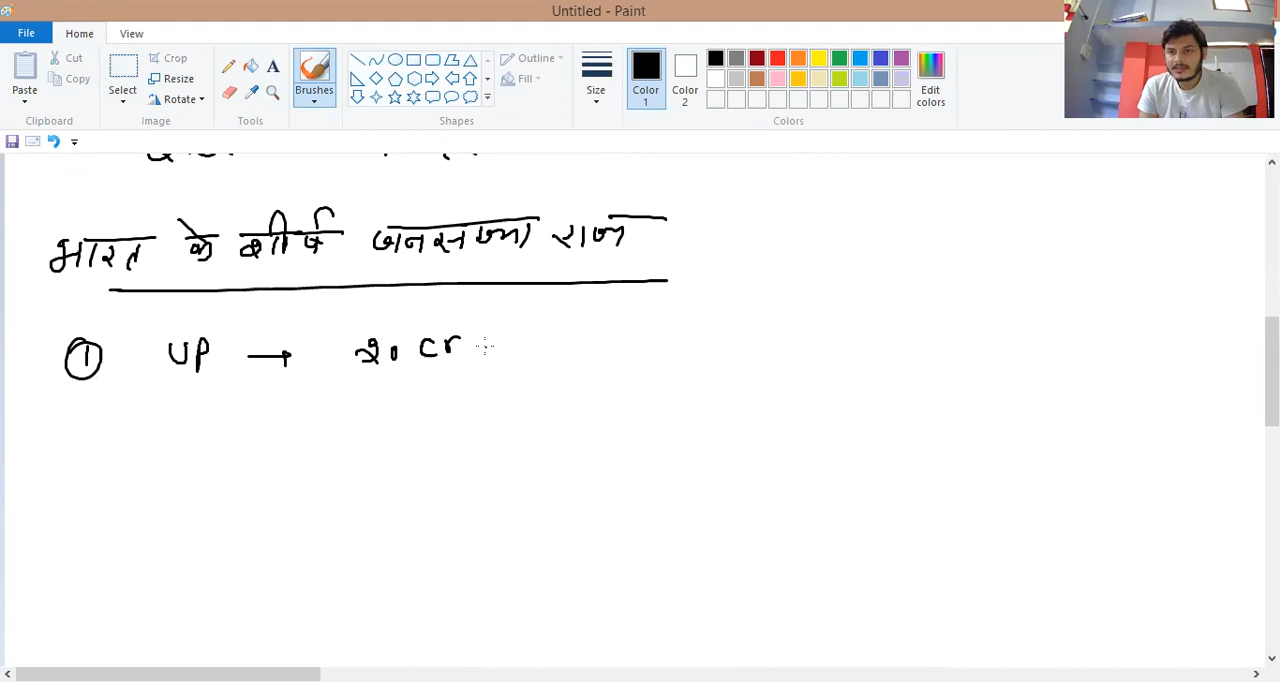 Untitled - Paint
File Home View
Paste
Cut
Copy
Clipboard
Select
Crop
Resize
Rotate
Image
Tools
Brushes
Shapes
Outline
Fill
Size
Color 1
Color 2
Colors
Edit colors
भारत के शीर्ष जनसख्या राज्य
① UP → २० Cr